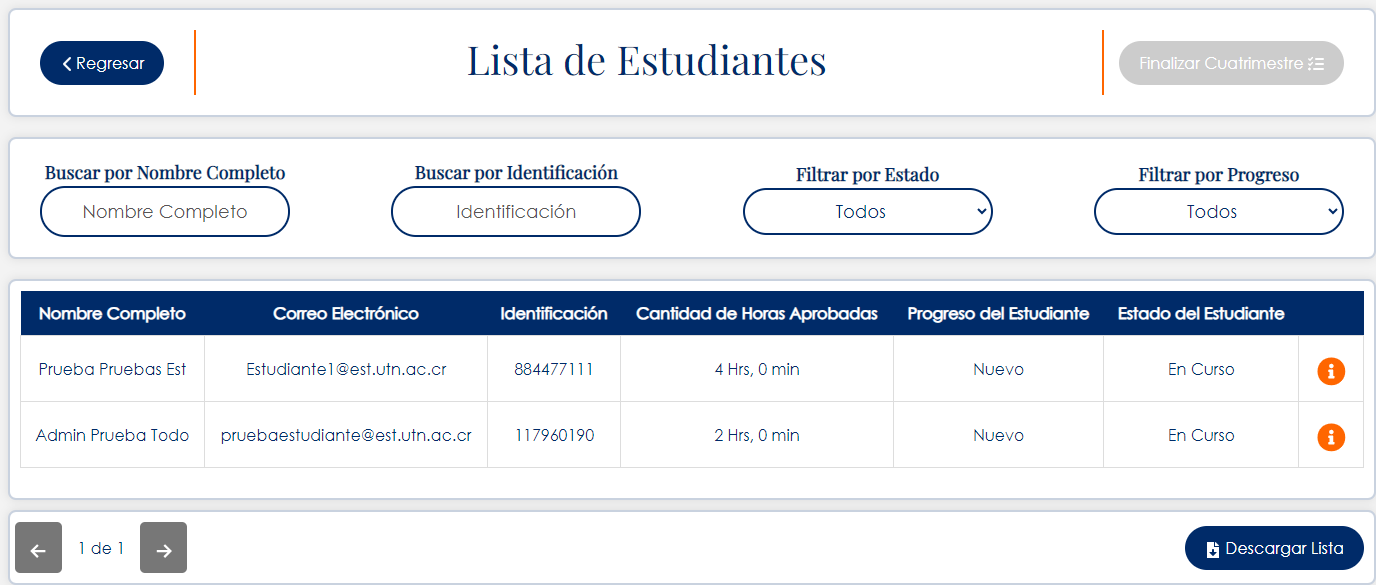 Regresar
Lista de Estudiantes
Finalizar Cuatrimestre
Buscar por Nombre Completo
Nombre Completo
Buscar por Identificación
Identificación
Filtrar por Estado
Todos
Filtrar por Progreso
Todos
Nombre Completo Correo Electrónico Identificación Cantidad de Horas Aprobadas Progreso del Estudiante Estado del Estudiante
Prueba Pruebas Est Estudiante1@est.utn.ac.cr 884477111 4 Hrs, 0 min Nuevo En Curso
Admin Prueba Todo pruebaestudiante@est.utn.ac.cr 117960190 2 Hrs, 0 min Nuevo En Curso
1 de 1
Descargar Lista